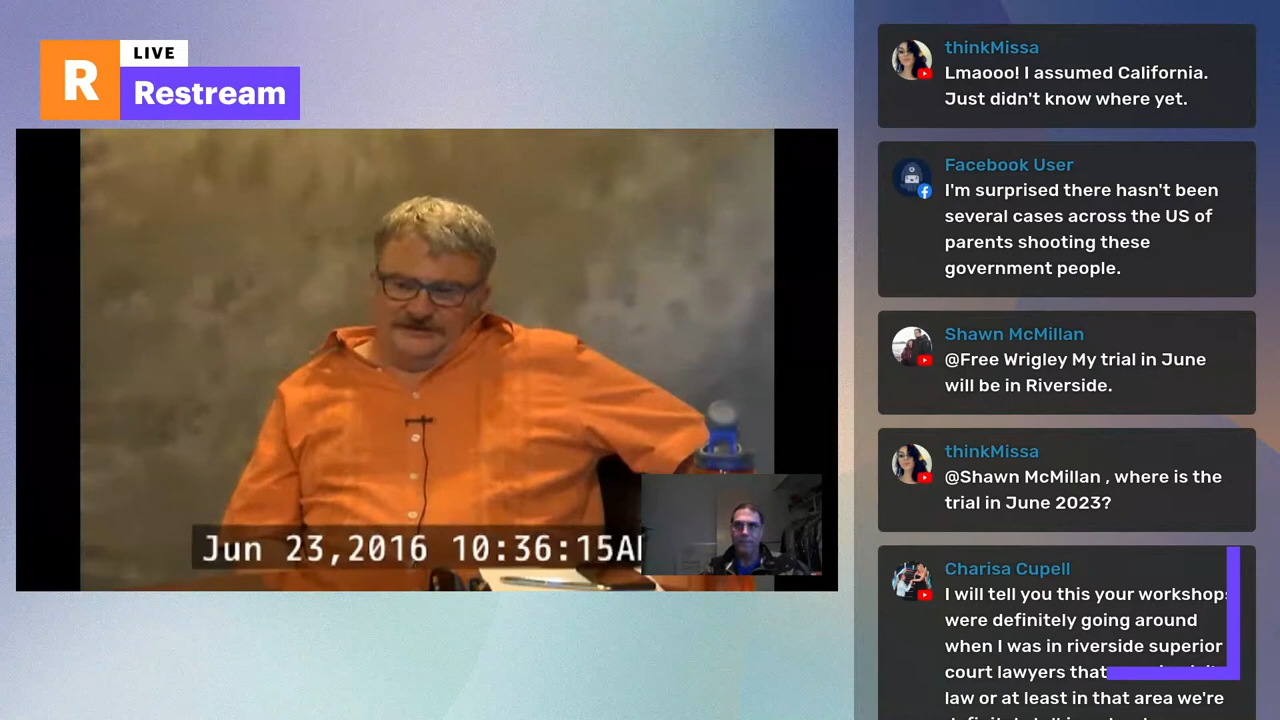 R
LIVE
Restream
Jun 23,2016 10:36:15A
thinkMissa
Lmaooo! I assumed California.
Just didn't know where yet.
Facebook User
I'm surprised there hasn't been
several cases across the US of
parents shooting these
government people.
Shawn McMillan
@Free Wrigley My trial in June
will be in Riverside.
thinkMissa
@Shawn McMillan , where is the
trial in June 2023?
Charisa Cupell
I will tell you this your workshops
were definitely going around
when I was in riverside superior
court lawyers that
law or at least in that area we're